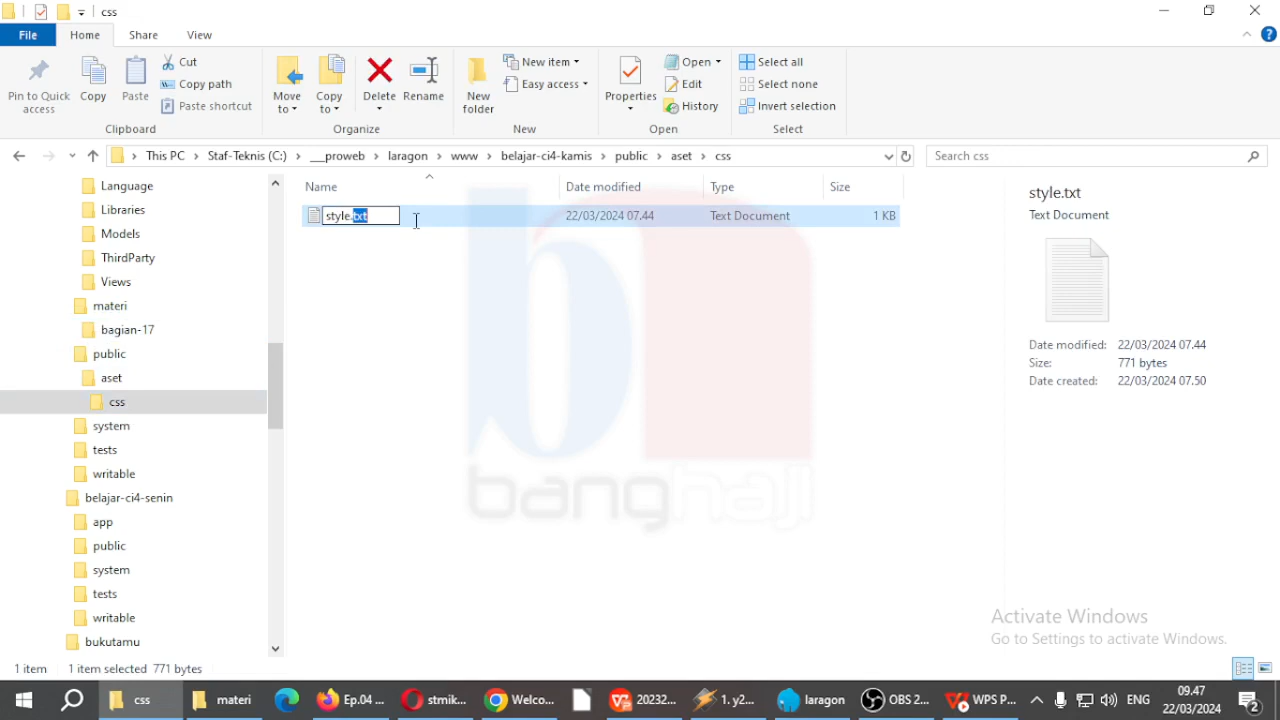 css
File Home Share View
Pin to Quick access
Copy
Paste
Cut
Copy path
Paste shortcut
Move to
Copy to
Delete
Rename
New folder
New item
Easy access
Properties
Open
Edit
History
Select all
Select none
Invert selection
Clipboard Organize New Open Select
This PC Staf-Teknis (C:) __proweb laragon www belajar-ci4-kamis public aset css
Search css
Name Date modified Type Size
style.txt 22/03/2024 07.44 Text Document 1 KB
Language
Libraries
Models
ThirdParty
Views
materi
bagian-17
public
aset
css
system
tests
writable
belajar-ci4-senin
app
public
system
tests
writable
bukutamu
style.txt
Text Document
Date modified: 22/03/2024 07.44
Size: 771 bytes
Date created: 22/03/2024 07.50
banghaji
Activate Windows
Go to Settings to activate Windows.
1 item 1 item selected 771 bytes
css
materi
Ep.04 ...
stmik...
Welco...
20232...
1. y2...
laragon
OBS 2...
WPS P...
ENG
09.47
22/03/2024
2